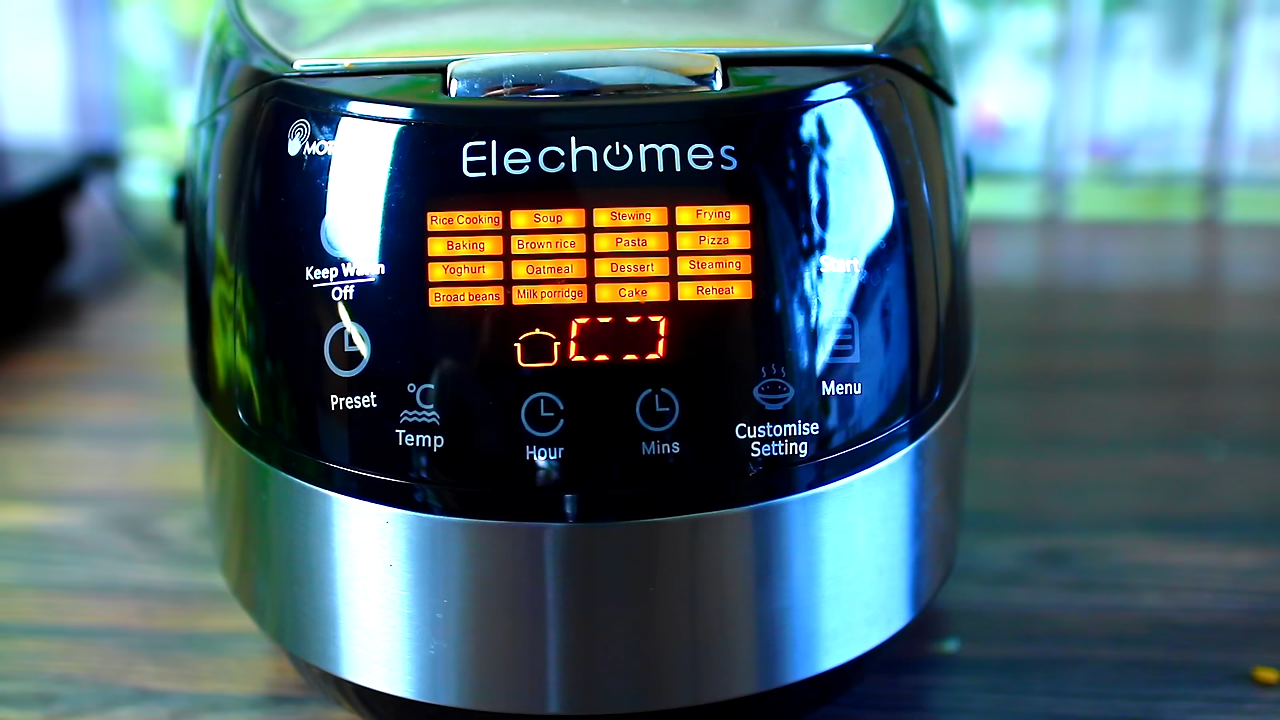 Elechomes
Rice Cooking Soup Stewing Frying
Baking Brown rice Pasta Pizza
Yoghurt Oatmeal Dessert Steaming
Broad beans Milk porridge Cake Reheat
Keep Warm
Off
Start
Preset
Menu
°C
Temp
Hour
Mins
Customise
Setting